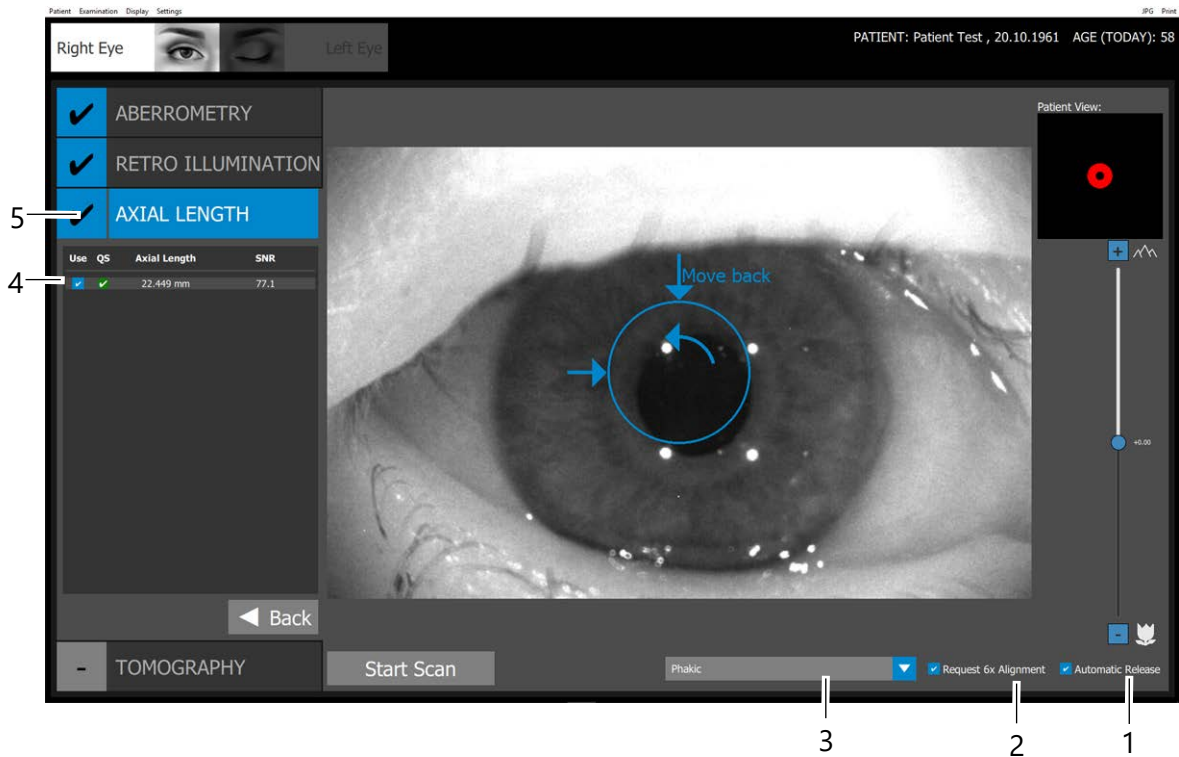 Patient Examination Display Settings JPG Print
Right Eye Left Eye PATIENT: Patient Test , 20.10.1961 AGE (TODAY): 58
ABERROMETRY
RETRO ILLUMINATION
AXIAL LENGTH
Use QS Axial Length SNR
22.449 mm 77.1
Back
- TOMOGRAPHY
Patient View:
+
Move back
+0.00
-
Start Scan
Phakic
Request 6x Alignment
Automatic Release
5
4
3
2
1